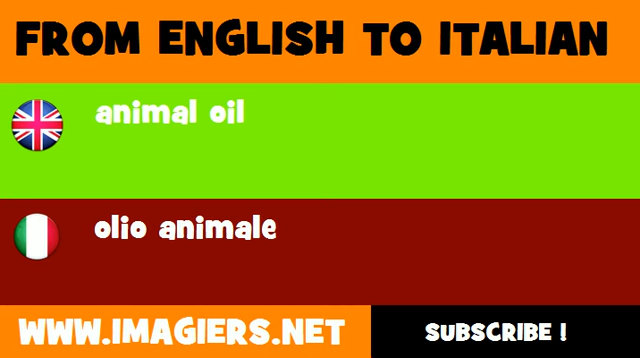 FROM ENGLISH TO ITALIAN
animal oil
olio animale
WWW.IMAGIERS.NET
SUBSCRIBE !